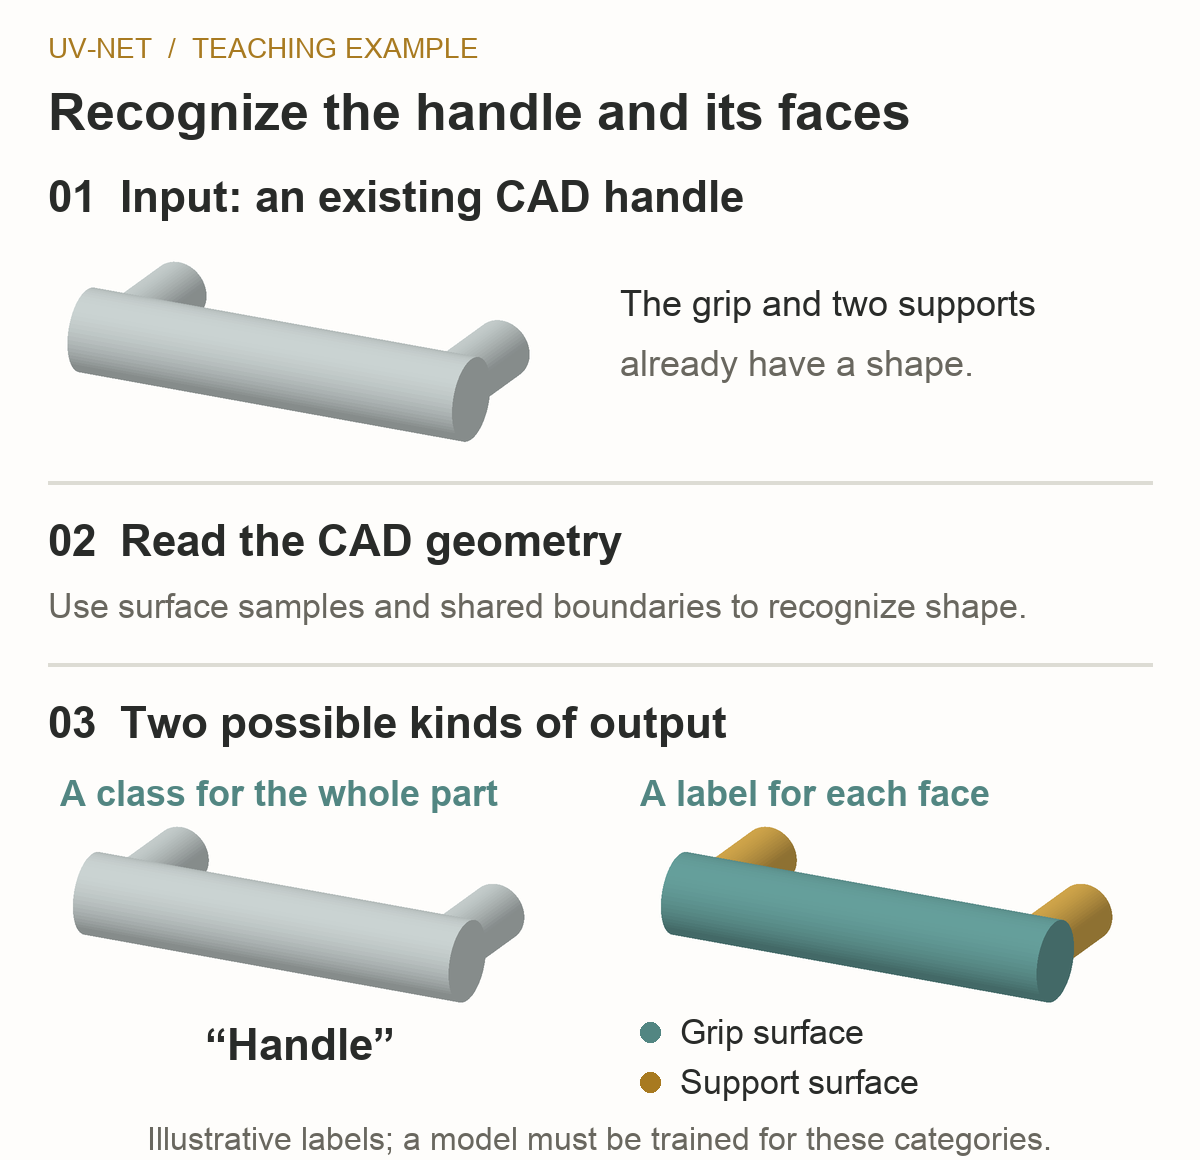 UV-NET / TEACHING EXAMPLE
Recognize the handle and its faces
01 Input: an existing CAD handle
The grip and two supports
already have a shape.
02 Read the CAD geometry
Use surface samples and shared boundaries to recognize shape.
03 Two possible kinds of output
A class for the whole part
A label for each face
“Handle”
Grip surface
Support surface
Illustrative labels; a model must be trained for these categories.